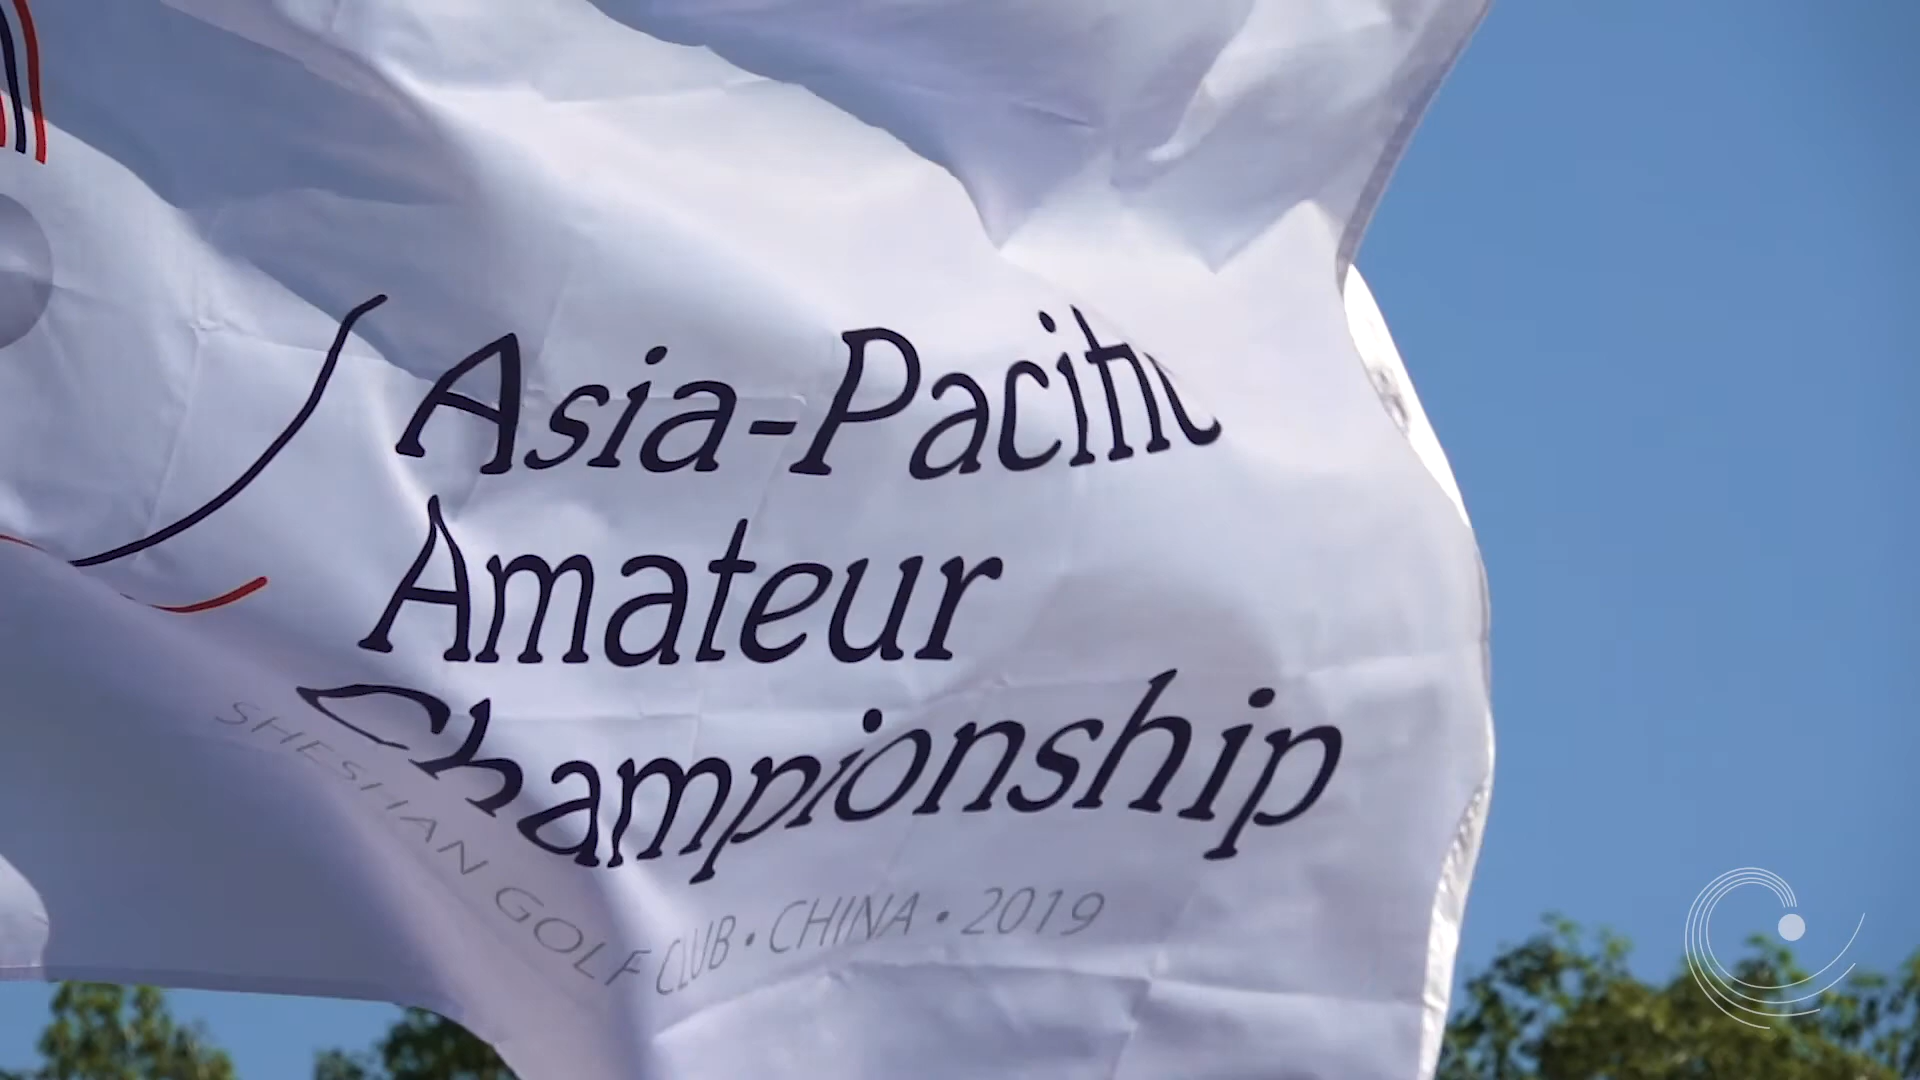 Asia-Pacific
Amateur
Championship
SHESHAN GOLF CLUB • CHINA • 2019